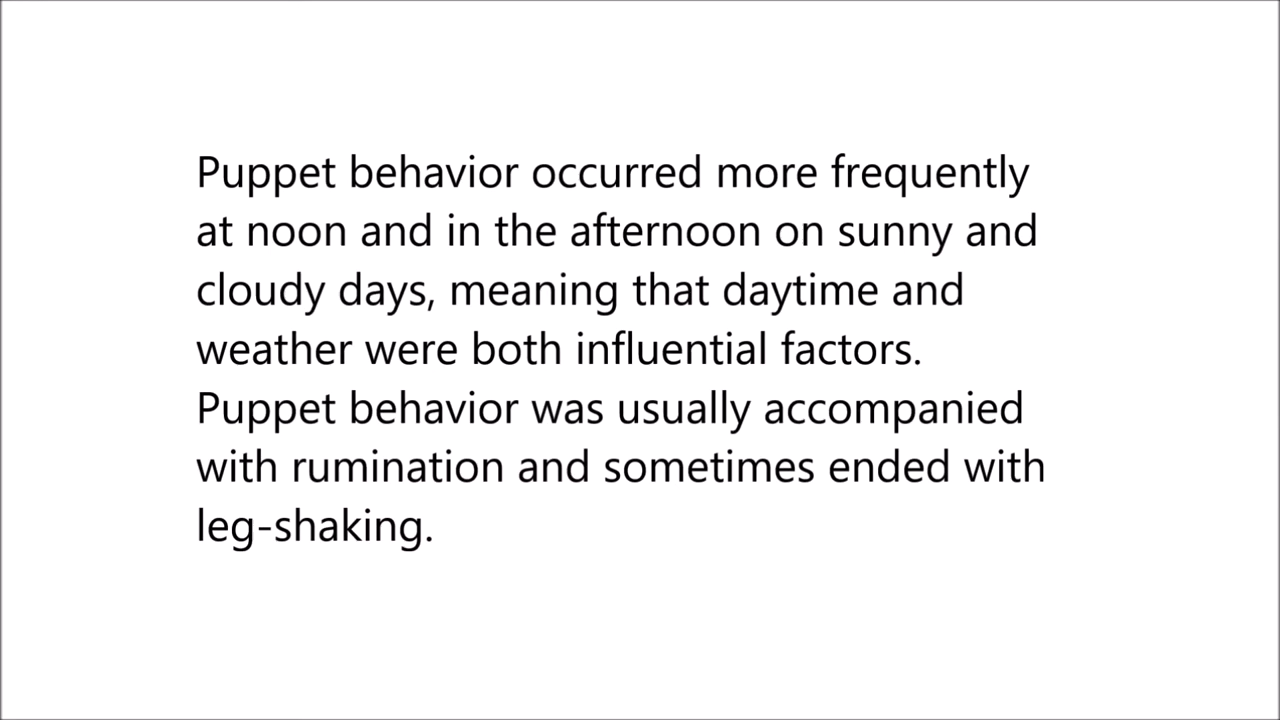 Puppet behavior occurred more frequently
at noon and in the afternoon on sunny and
cloudy days, meaning that daytime and
weather were both influential factors.
Puppet behavior was usually accompanied
with rumination and sometimes ended with
leg-shaking.